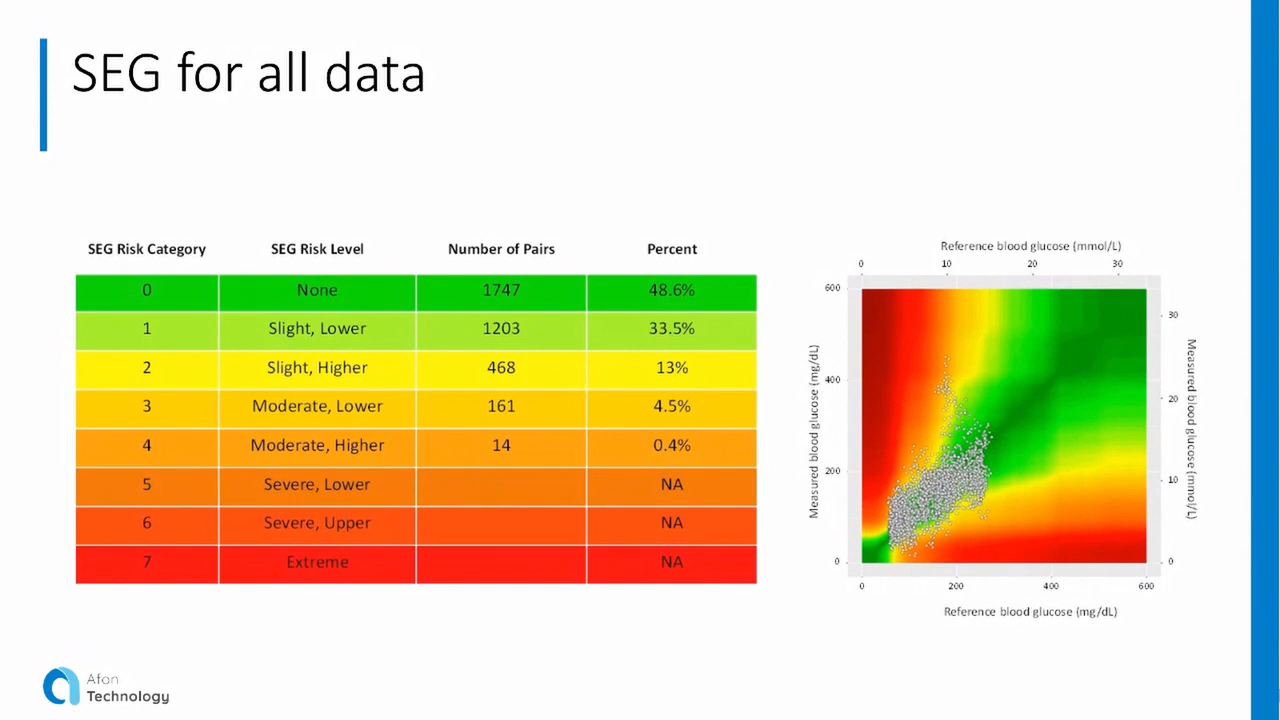 SEG for all data
SEG Risk Category SEG Risk Level Number of Pairs Percent
0 None 1747 48.6%
1 Slight, Lower 1203 33.5%
2 Slight, Higher 468 13%
3 Moderate, Lower 161 4.5%
4 Moderate, Higher 14 0.4%
5 Severe, Lower NA
6 Severe, Upper NA
7 Extreme NA
Reference blood glucose (mmol/L)
0 10 20 30
600
400
200
0
Measured blood glucose (mg/dL)
30
20
10
0
Measured blood glucose (mmol/L)
0 200 400 600
Reference blood glucose (mg/dL)
Afon
Technology